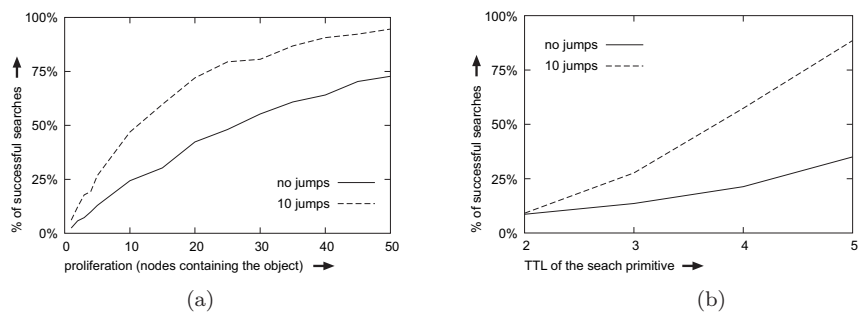 100%
75%
50%
25%
0%
% of successful searches
no jumps
10 jumps
0 10 20 30 40 50
proliferation (nodes containing the object)
(a)
100%
75%
50%
25%
0%
% of successful searches
no jumps
10 jumps
2 3 4 5
TTL of the seach primitive
(b)